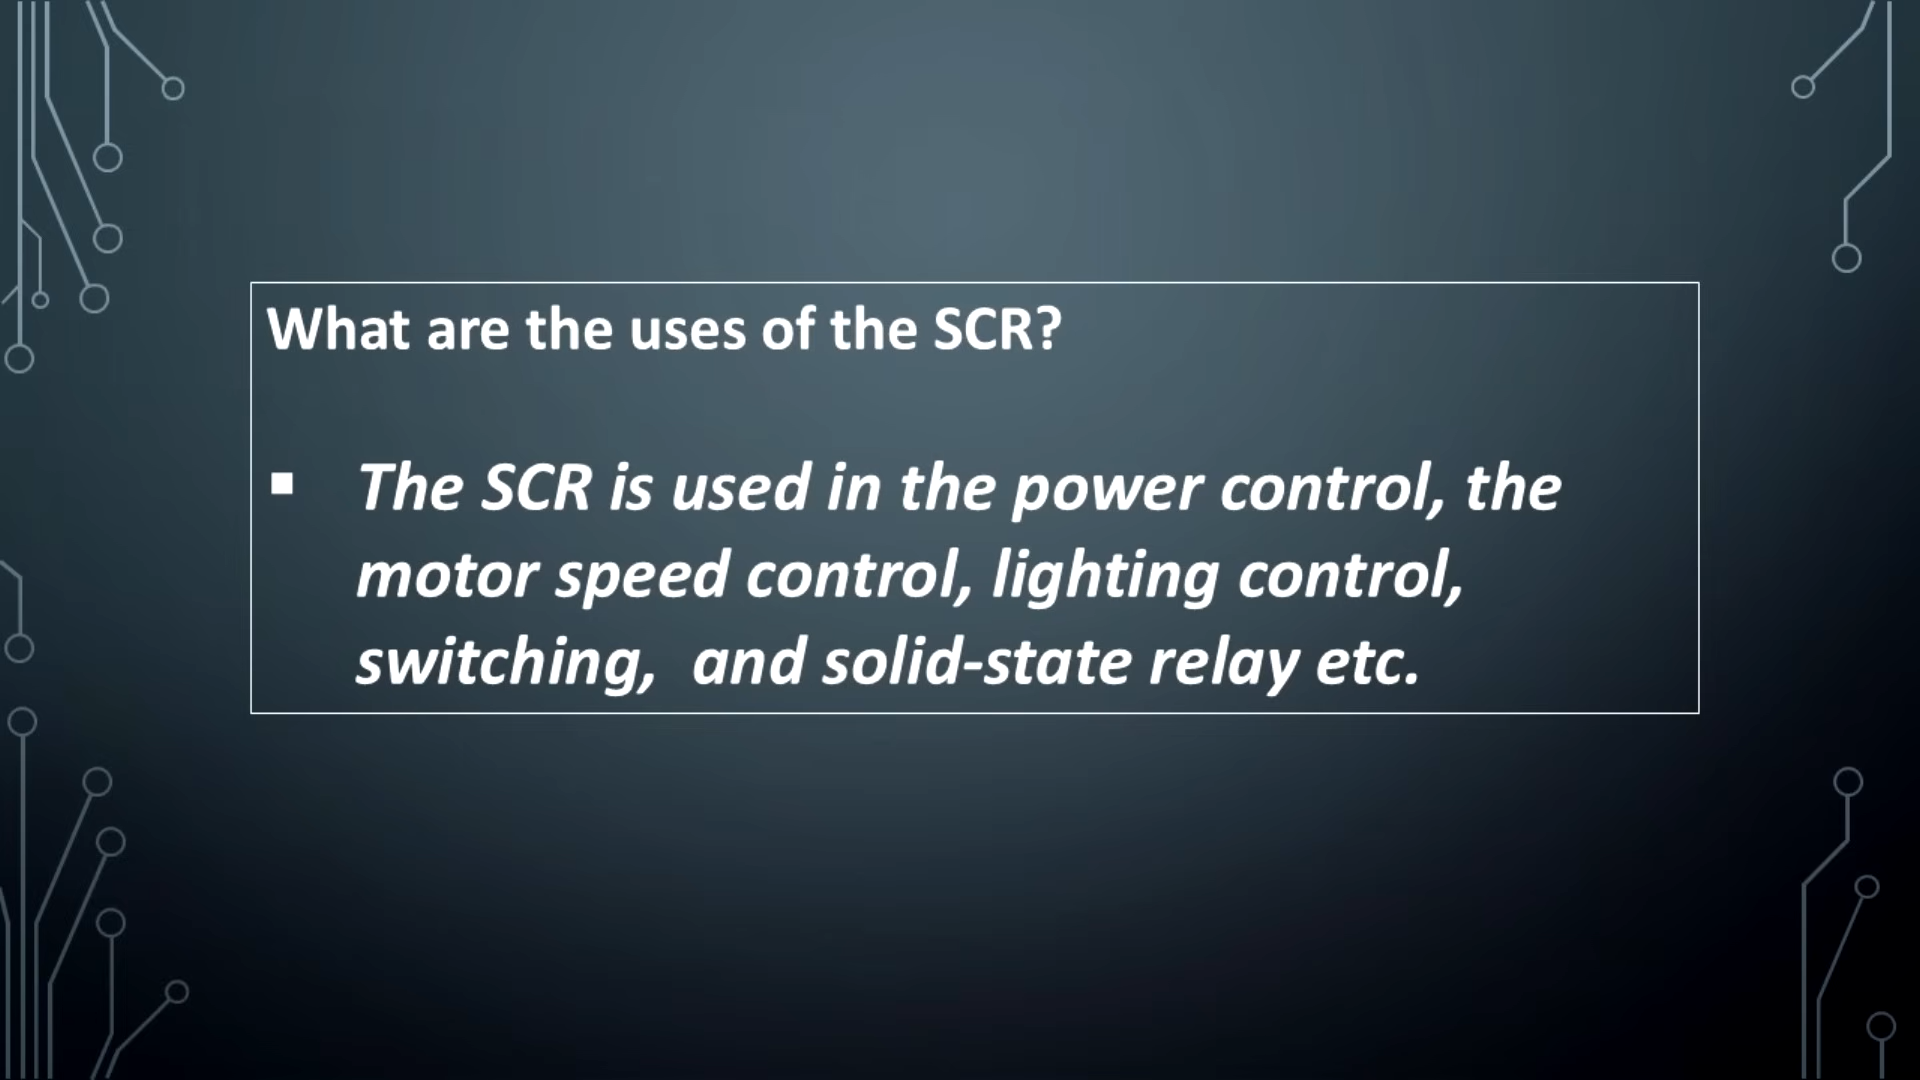 What are the uses of the SCR?
▪ The SCR is used in the power control, the
motor speed control, lighting control,
switching,  and solid-state relay etc.